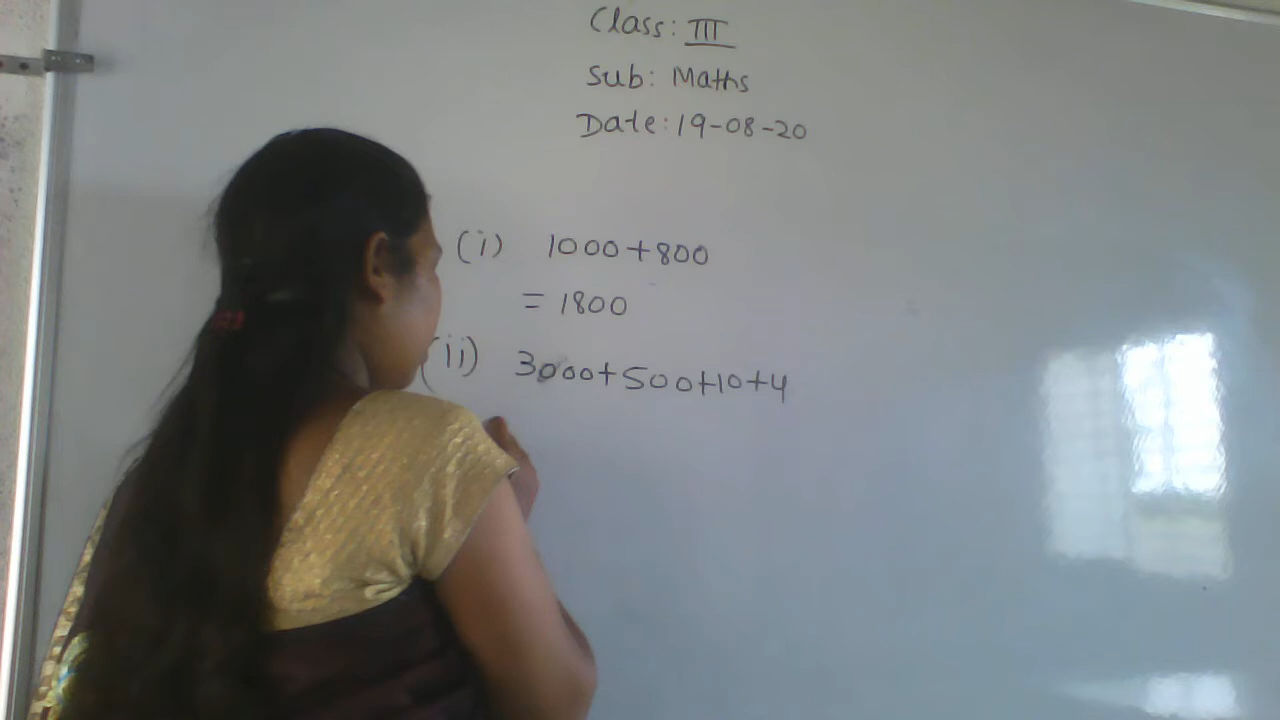 Class: III
Sub: Maths
Date: 19-08-20
(i) 1000+800
= 1800
(ii) 3000+500+10+4